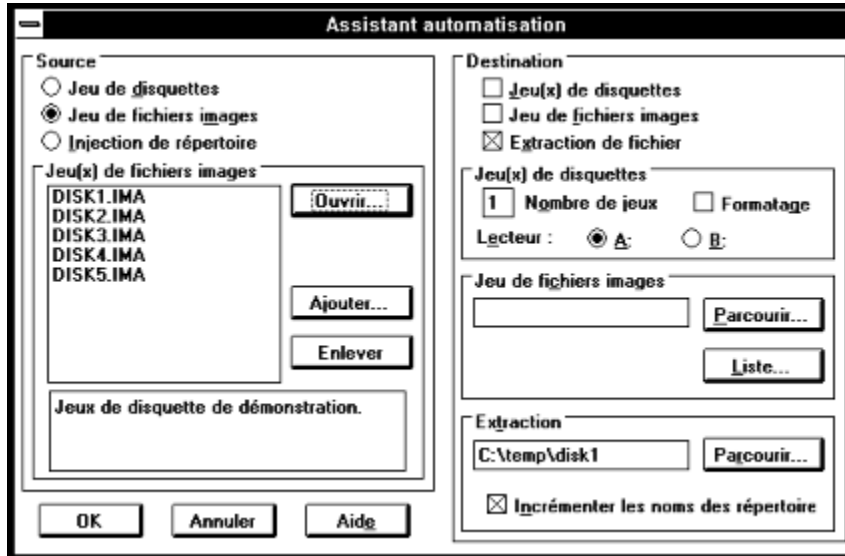 Assistant automatisation
Source
Jeu de disquettes
Jeu de fichiers images
Injection de répertoire
Jeu(x) de fichiers images
DISK1.IMA
DISK2.IMA
DISK3.IMA
DISK4.IMA
DISK5.IMA
Ouvrir...
Ajouter...
Enlever
Jeux de disquette de démonstration.
OK
Annuler
Aide
Destination
Jeu(x) de disquettes
Jeu de fichiers images
Extraction de fichier
Jeu(x) de disquettes
1 Nombre de jeux
Formatage
Lecteur : A: B:
Jeu de fichiers images
Parcourir...
Liste...
Extraction
C:\temp\disk1
Parcourir...
Incrémenter les noms des répertoire